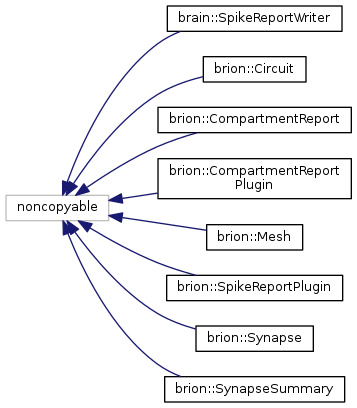 brain::SpikeReportWriter
brion::Circuit
brion::CompartmentReport
brion::CompartmentReport
Plugin
noncopyable
brion::Mesh
brion::SpikeReportPlugin
brion::Synapse
brion::SynapseSummary